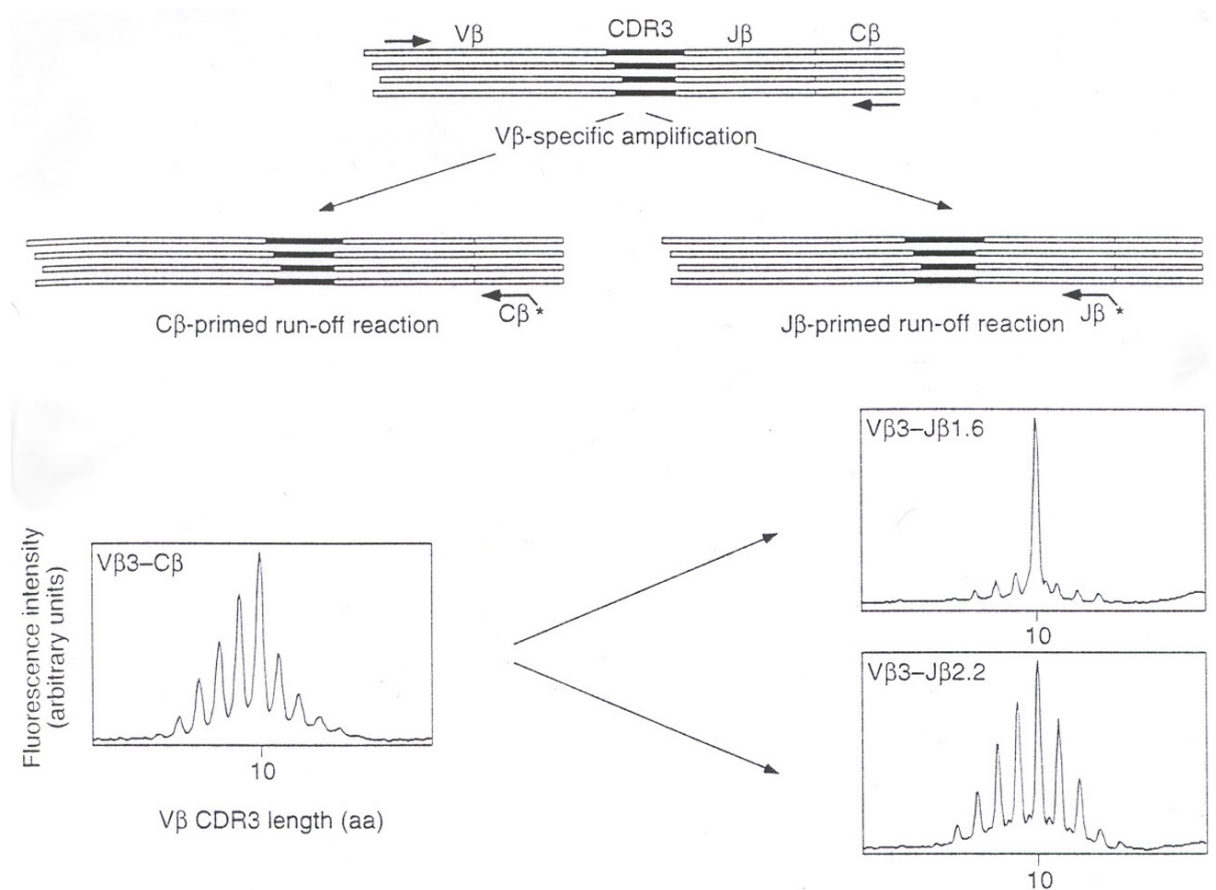 Vβ CDR3 Jβ Cβ
Vβ-specific amplification
Cβ*
Cβ-primed run-off reaction
Jβ*
Jβ-primed run-off reaction
Fluorescence intensity
(arbitrary units)
Vβ3–Cβ
10
Vβ CDR3 length (aa)
Vβ3–Jβ1.6
10
Vβ3–Jβ2.2
10